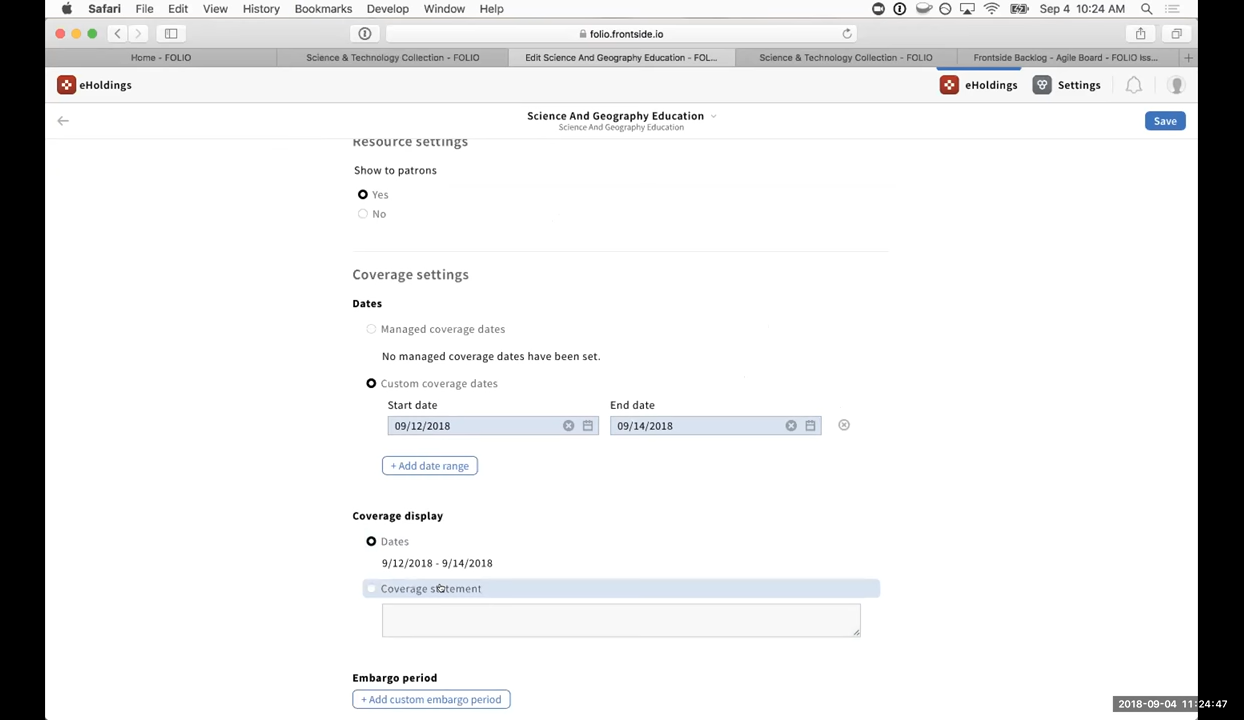 Safari File Edit View History Bookmarks Develop Window Help Sep 4 10:24 AM
folio.frontside.io
Home - FOLIO Science & Technology Collection - FOLIO Edit Science And Geography Education - FOL... Science & Technology Collection - FOLIO Frontside Backlog - Agile Board - FOLIO Iss... +
eHoldings eHoldings Settings
Science And Geography Education
Science And Geography Education
Save
Resource settings
Show to patrons
Yes
No
Coverage settings
Dates
Managed coverage dates
No managed coverage dates have been set.
Custom coverage dates
Start date End date
09/12/2018 09/14/2018
+ Add date range
Coverage display
Dates
9/12/2018 - 9/14/2018
Coverage statement
Embargo period
+ Add custom embargo period
2018-09-04 11:24:47